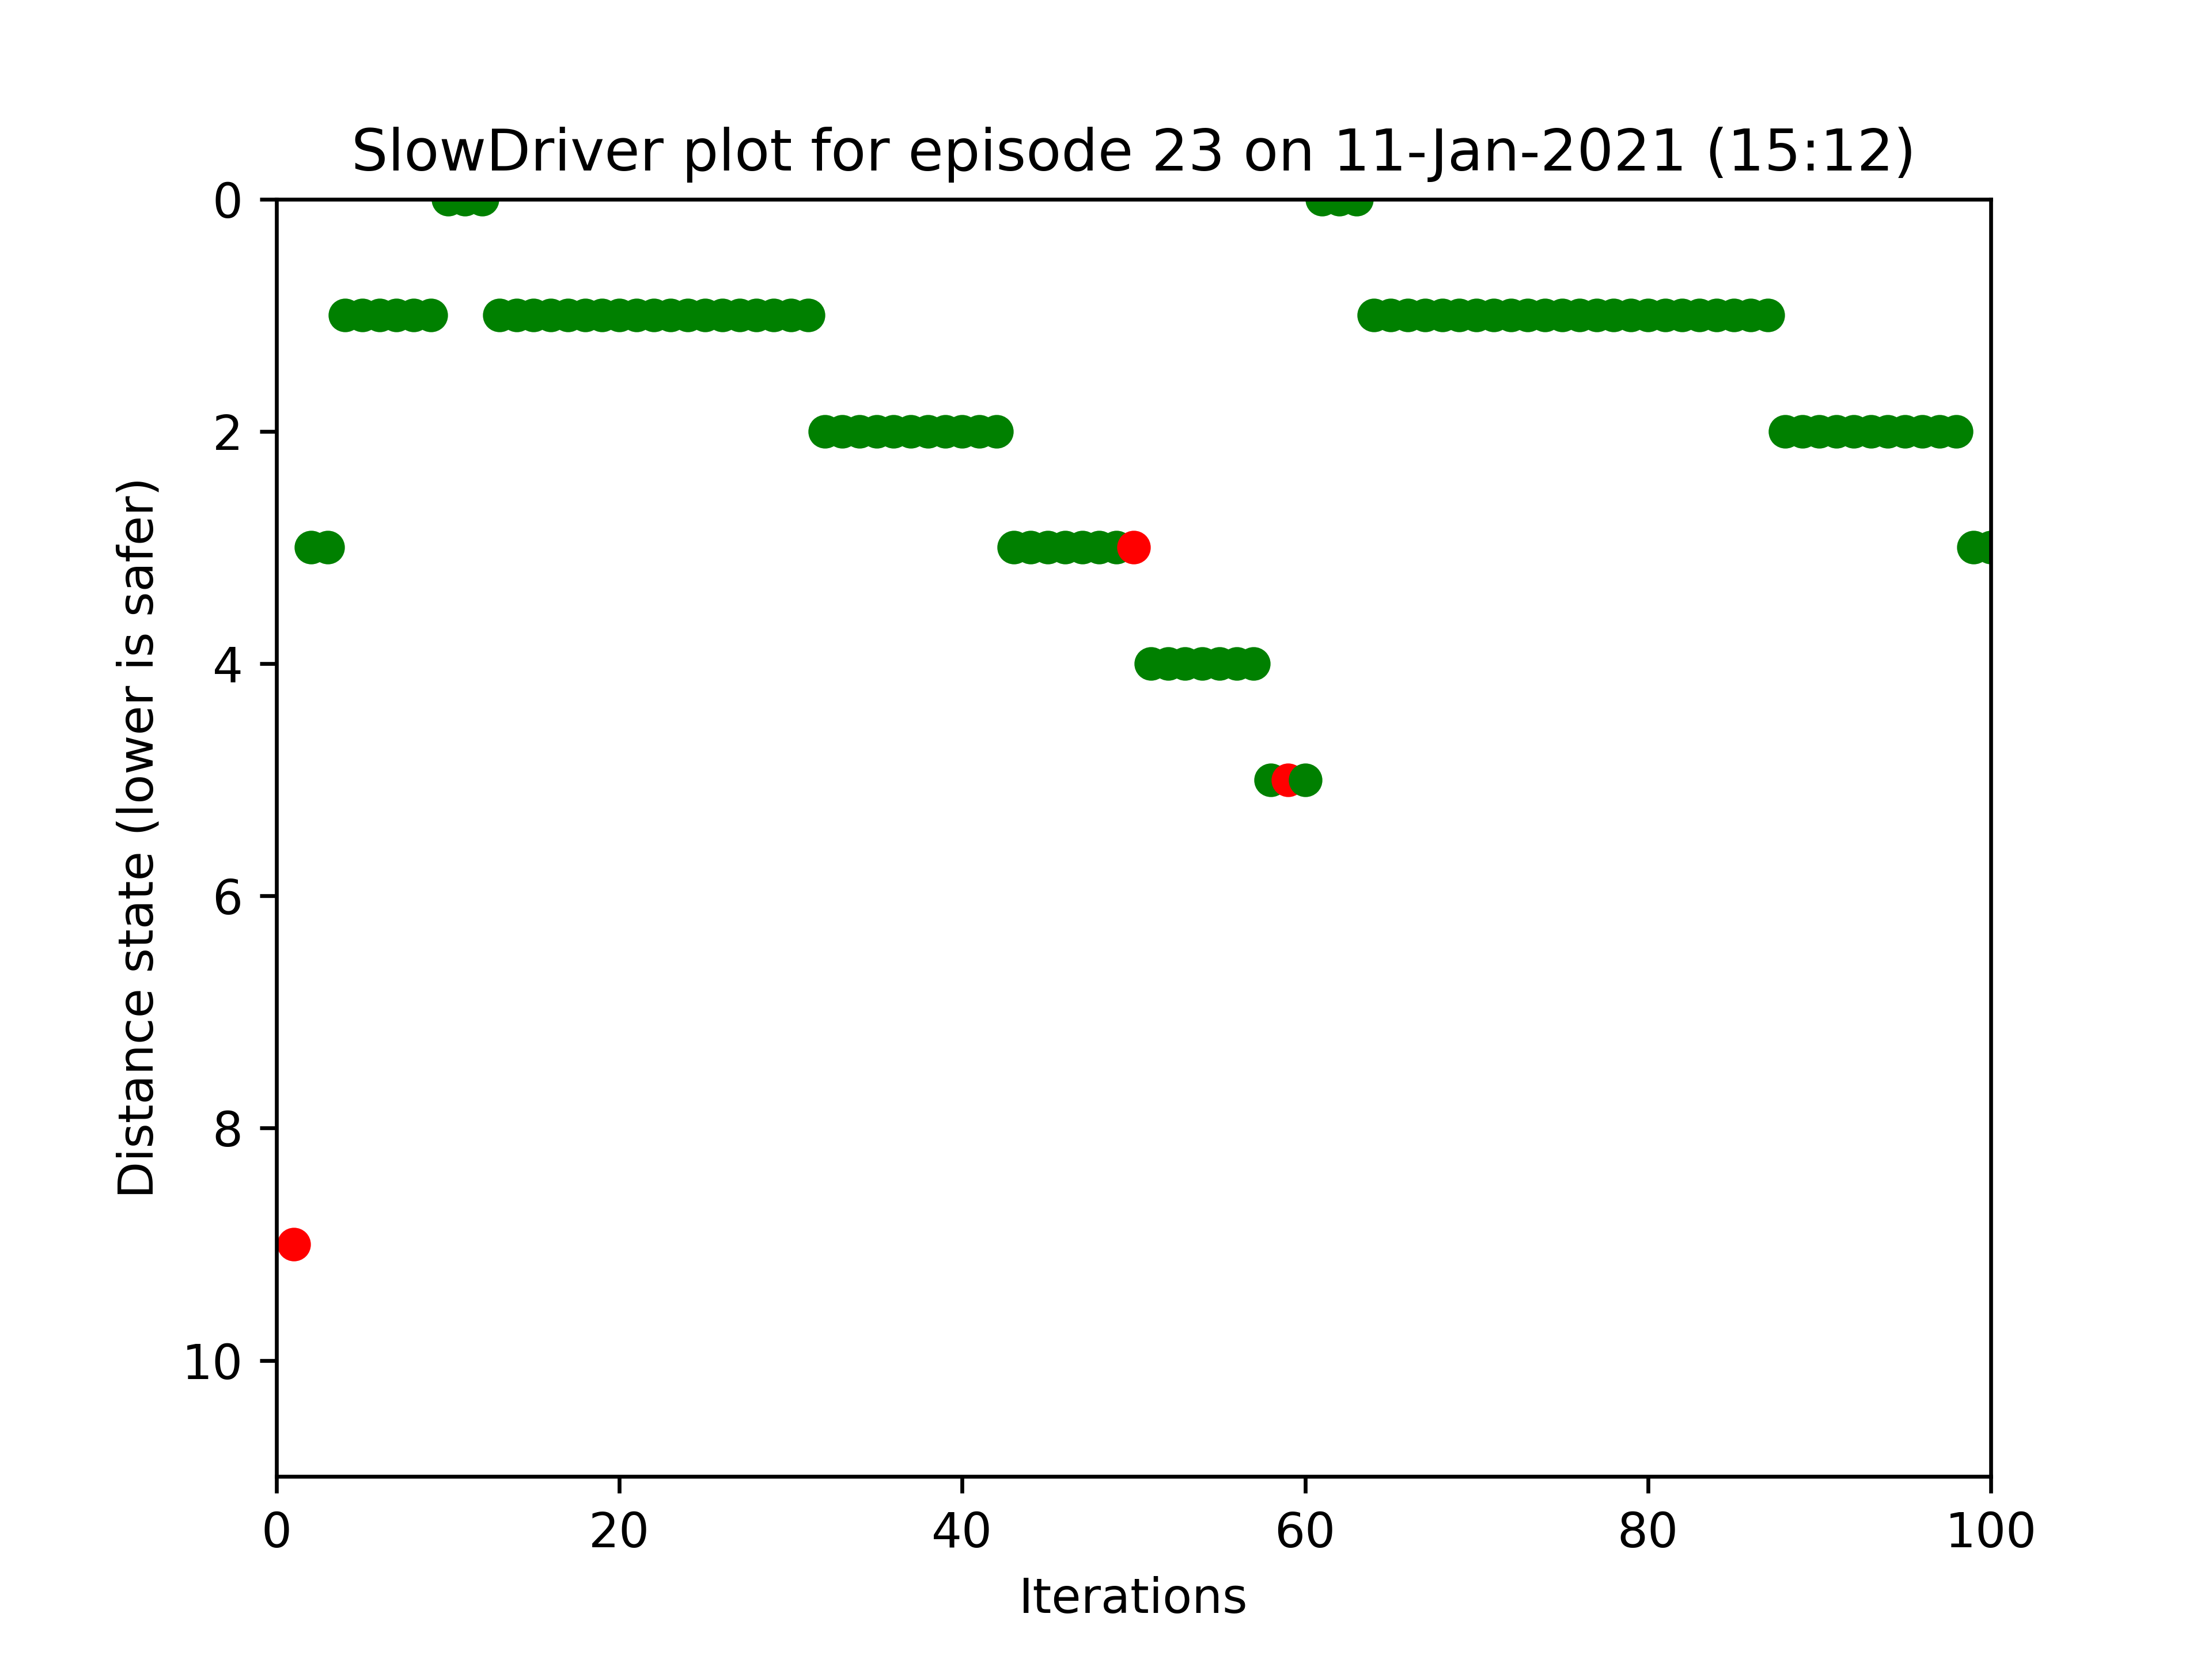 SlowDriver plot for episode 23 on 11-Jan-2021 (15:12)
Distance state (lower is safer)
0
2
4
6
8
10
0 20 40 60 80 100
Iterations